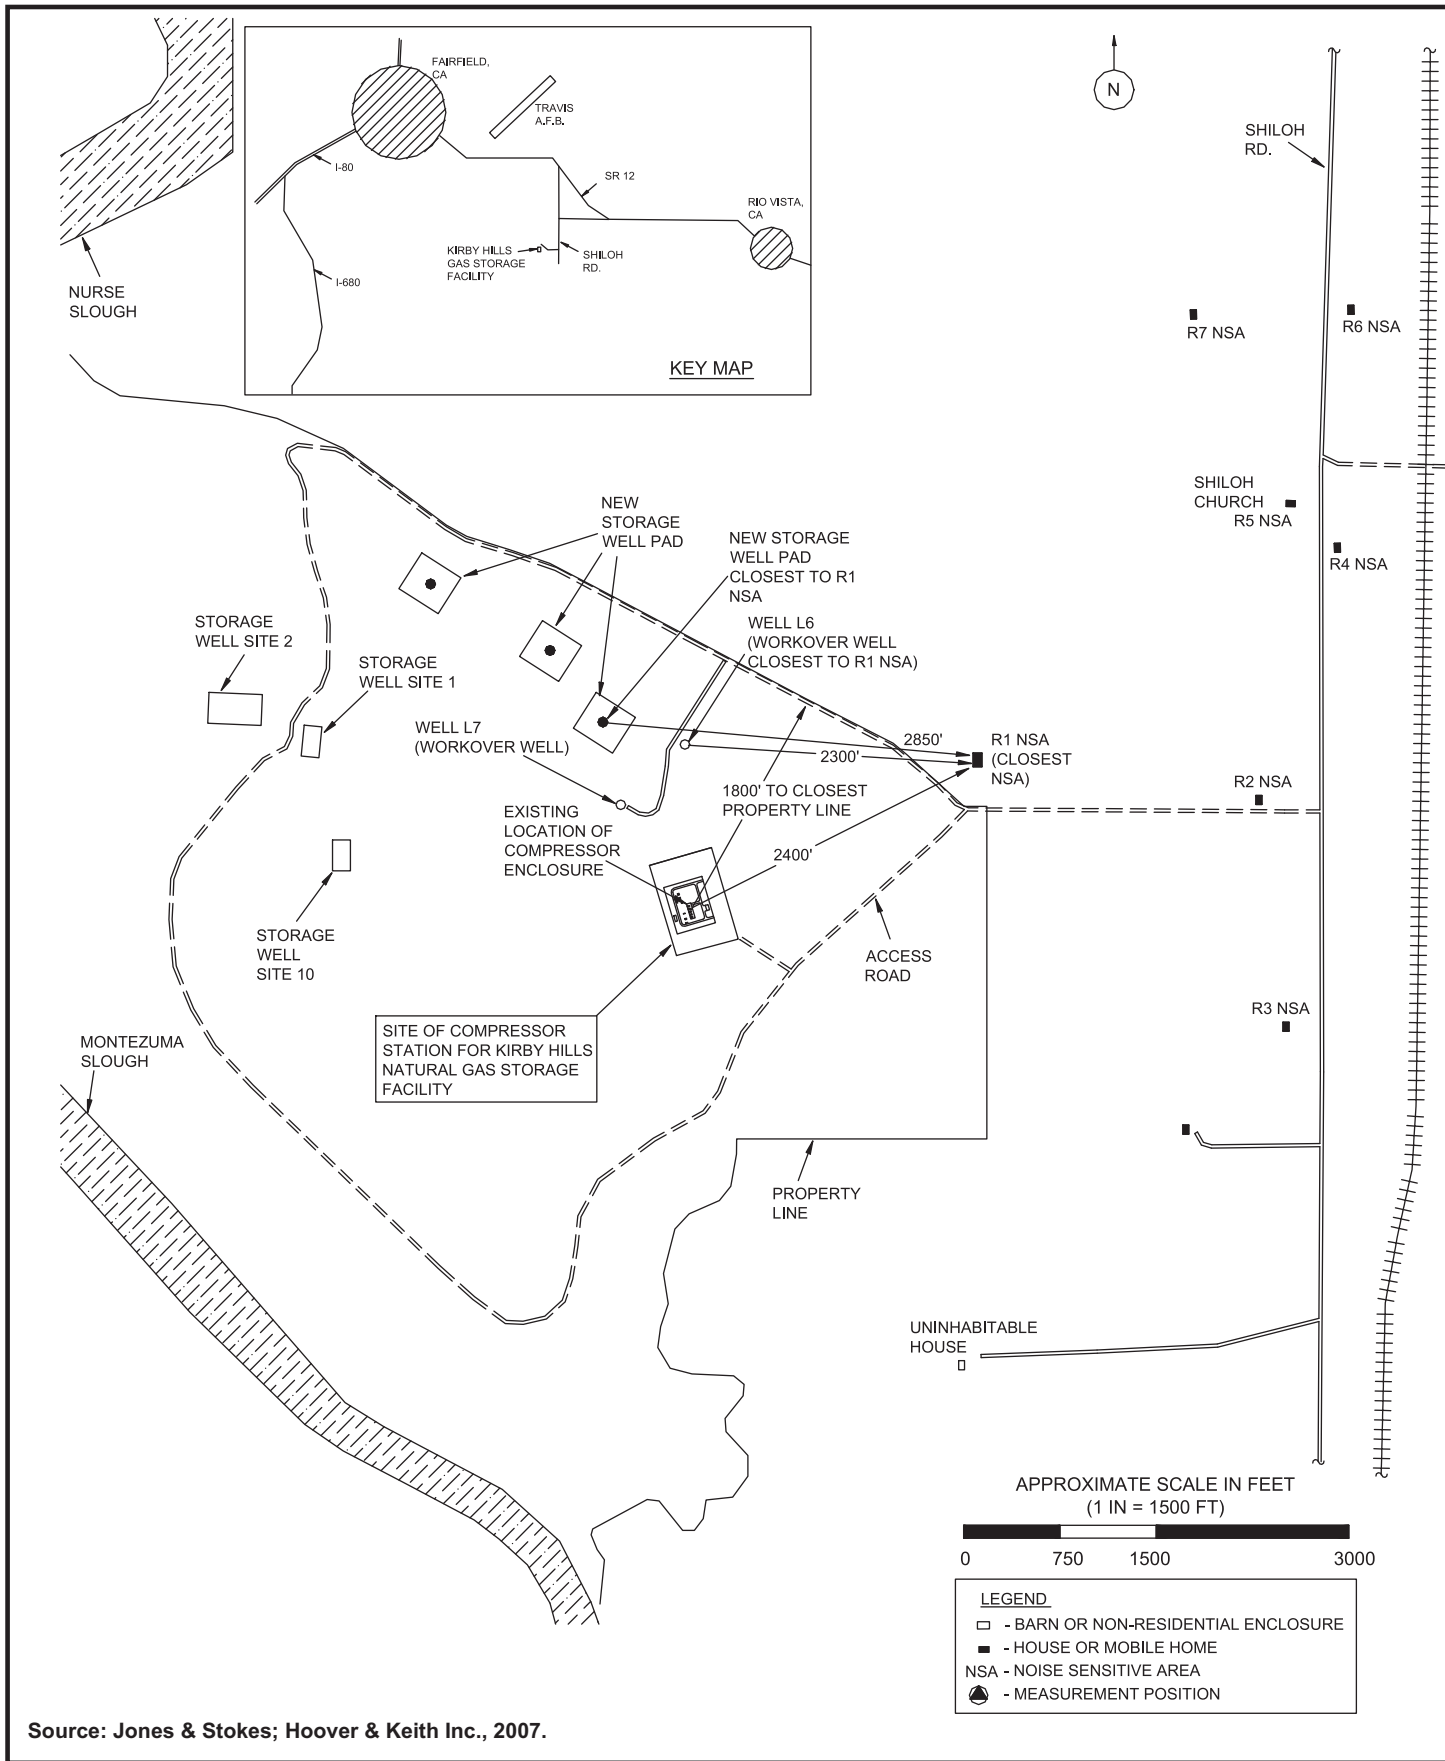 FAIRFIELD,
CA
TRAVIS
A.F.B.
I-80
SR 12
RIO VISTA,
CA
KIRBY HILLS
GAS STORAGE
FACILITY
SHILOH
RD.
I-680
KEY MAP
N
SHILOH
RD.
NURSE
SLOUGH
R7 NSA
R6 NSA
SHILOH
CHURCH
R5 NSA
R4 NSA
NEW
STORAGE
WELL PAD
NEW STORAGE
WELL PAD
CLOSEST TO R1
NSA
STORAGE
WELL SITE 2
STORAGE
WELL SITE 1
WELL L6
(WORKOVER WELL
CLOSEST TO R1 NSA)
WELL L7
(WORKOVER WELL)
2850'
2300'
R1 NSA
(CLOSEST
NSA)
R2 NSA
1800' TO CLOSEST
PROPERTY LINE
EXISTING
LOCATION OF
COMPRESSOR
ENCLOSURE
2400'
STORAGE
WELL
SITE 10
ACCESS
ROAD
R3 NSA
SITE OF COMPRESSOR
STATION FOR KIRBY HILLS
NATURAL GAS STORAGE
FACILITY
MONTEZUMA
SLOUGH
PROPERTY
LINE
UNINHABITABLE
HOUSE
APPROXIMATE SCALE IN FEET
(1 IN = 1500 FT)
0 750 1500 3000
LEGEND
- BARN OR NON-RESIDENTIAL ENCLOSURE
- HOUSE OR MOBILE HOME
NSA - NOISE SENSITIVE AREA
- MEASUREMENT POSITION
Source: Jones & Stokes; Hoover & Keith Inc., 2007.